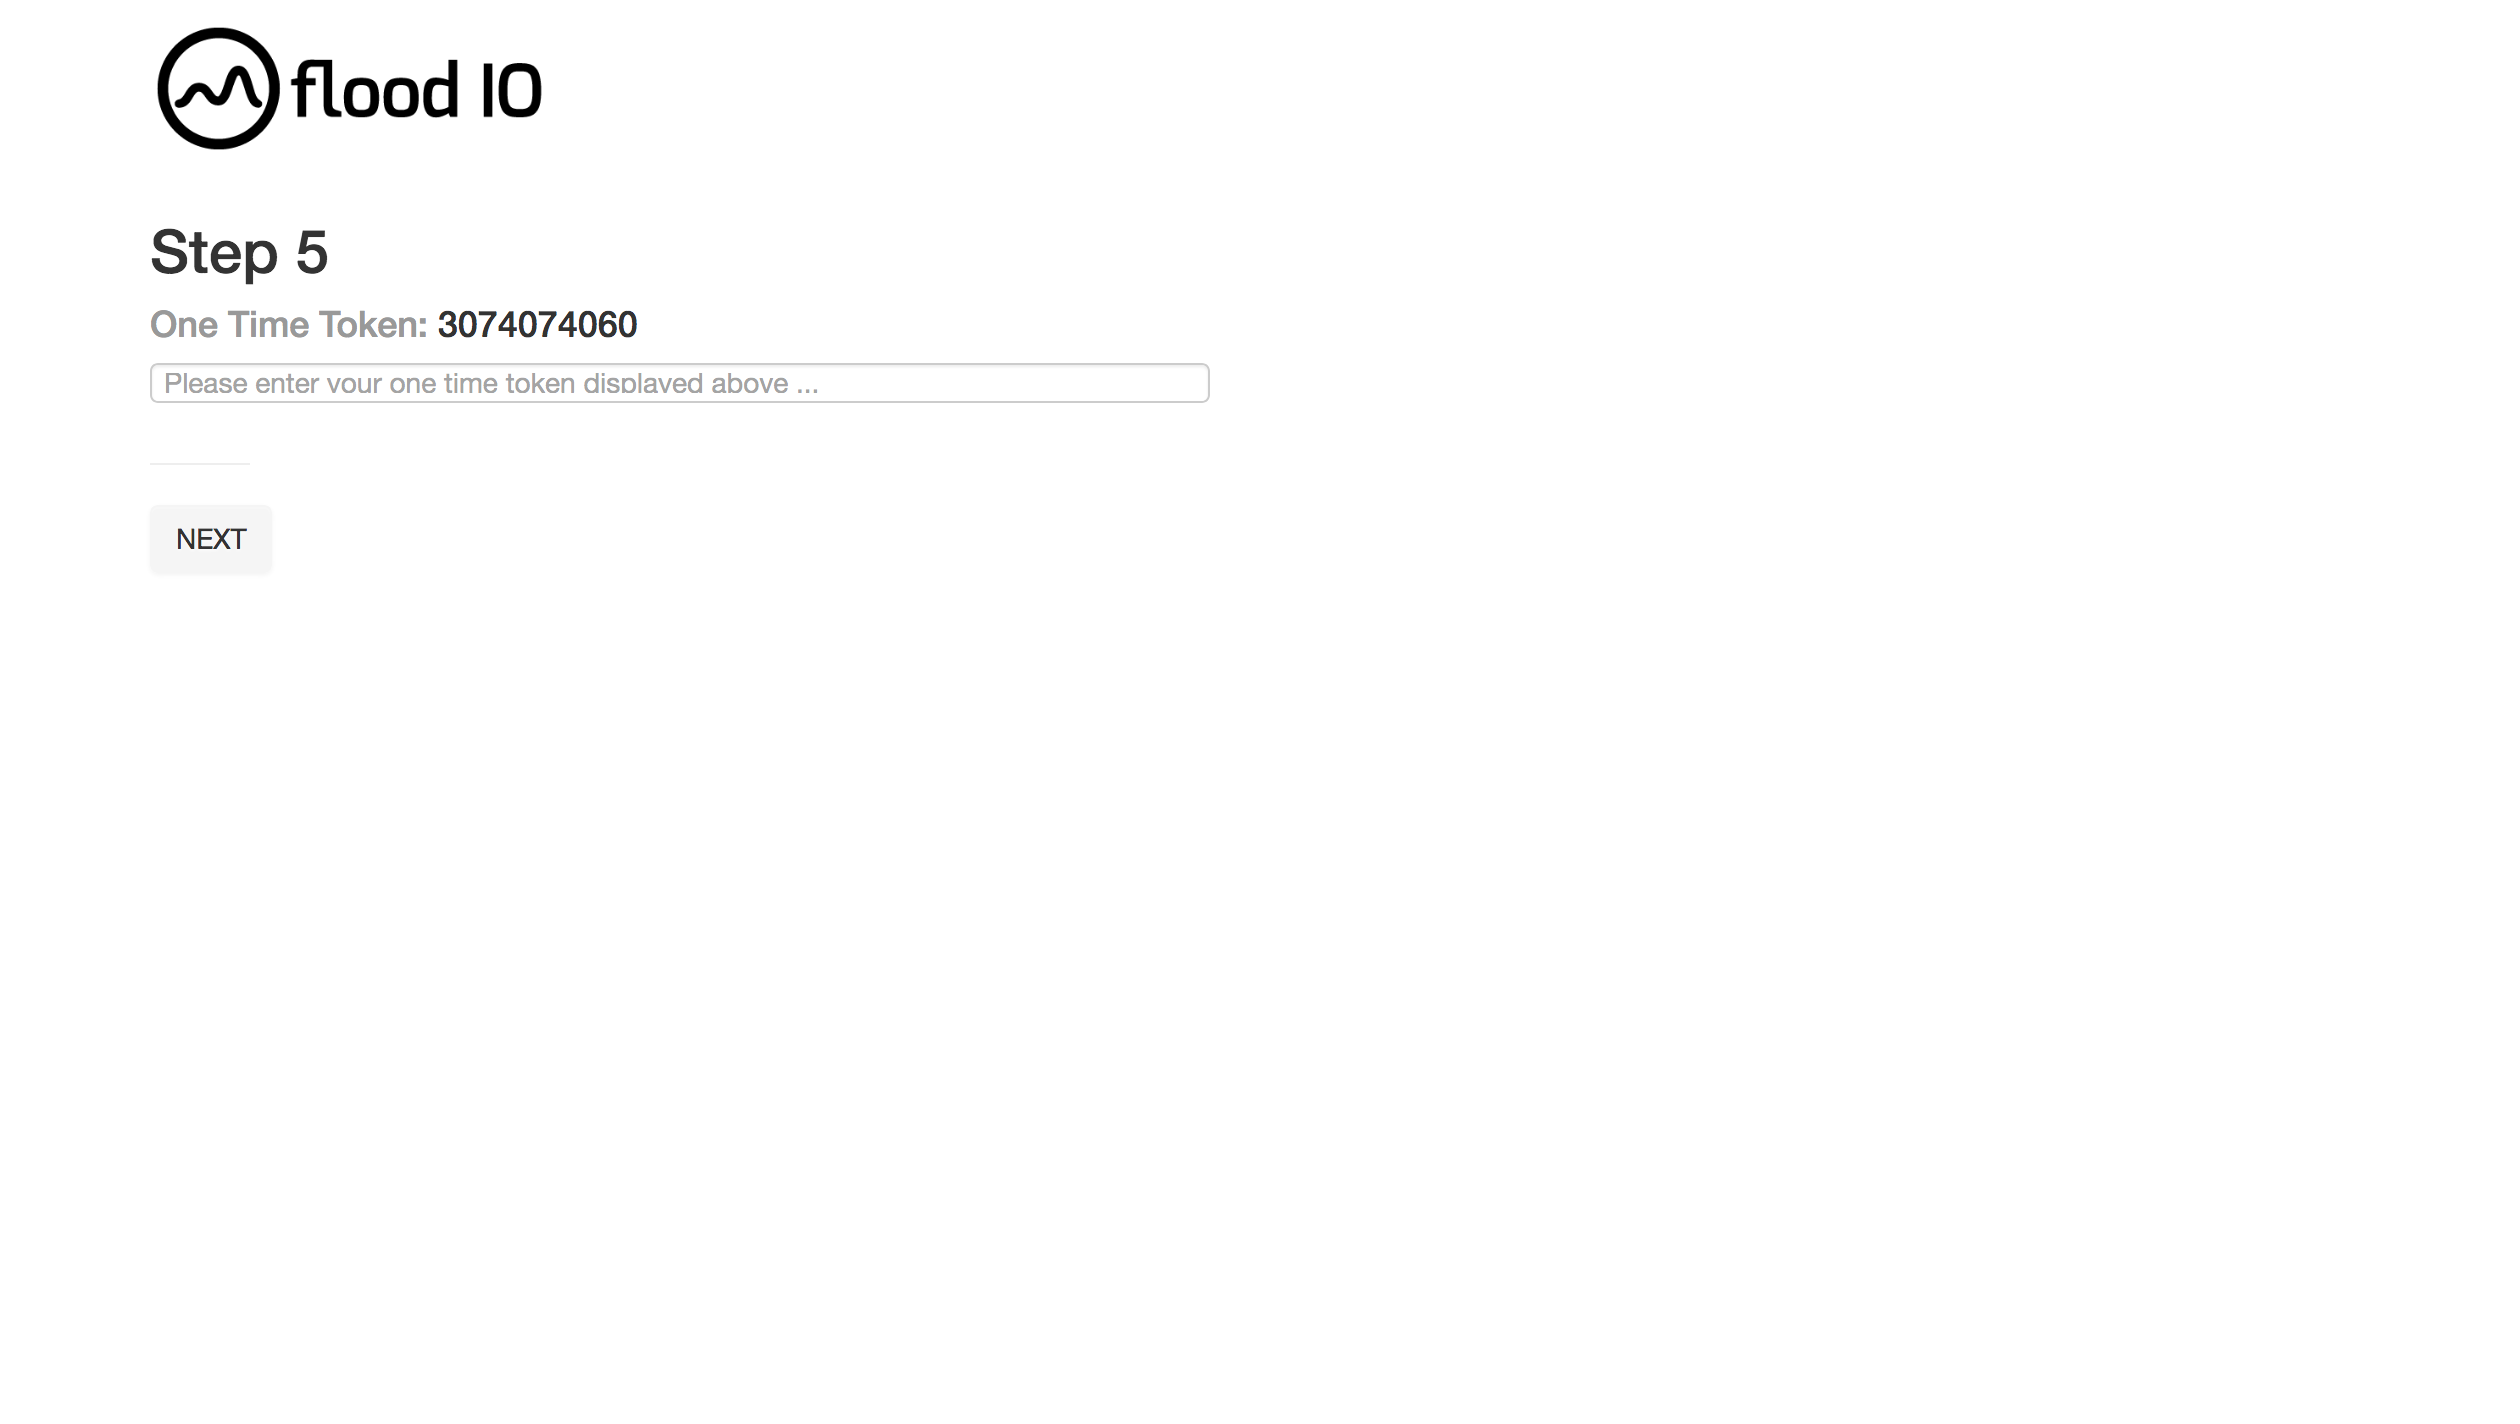 flood IO
Step 5
One Time Token: 3074074060
Please enter your one time token displayed above ...
NEXT